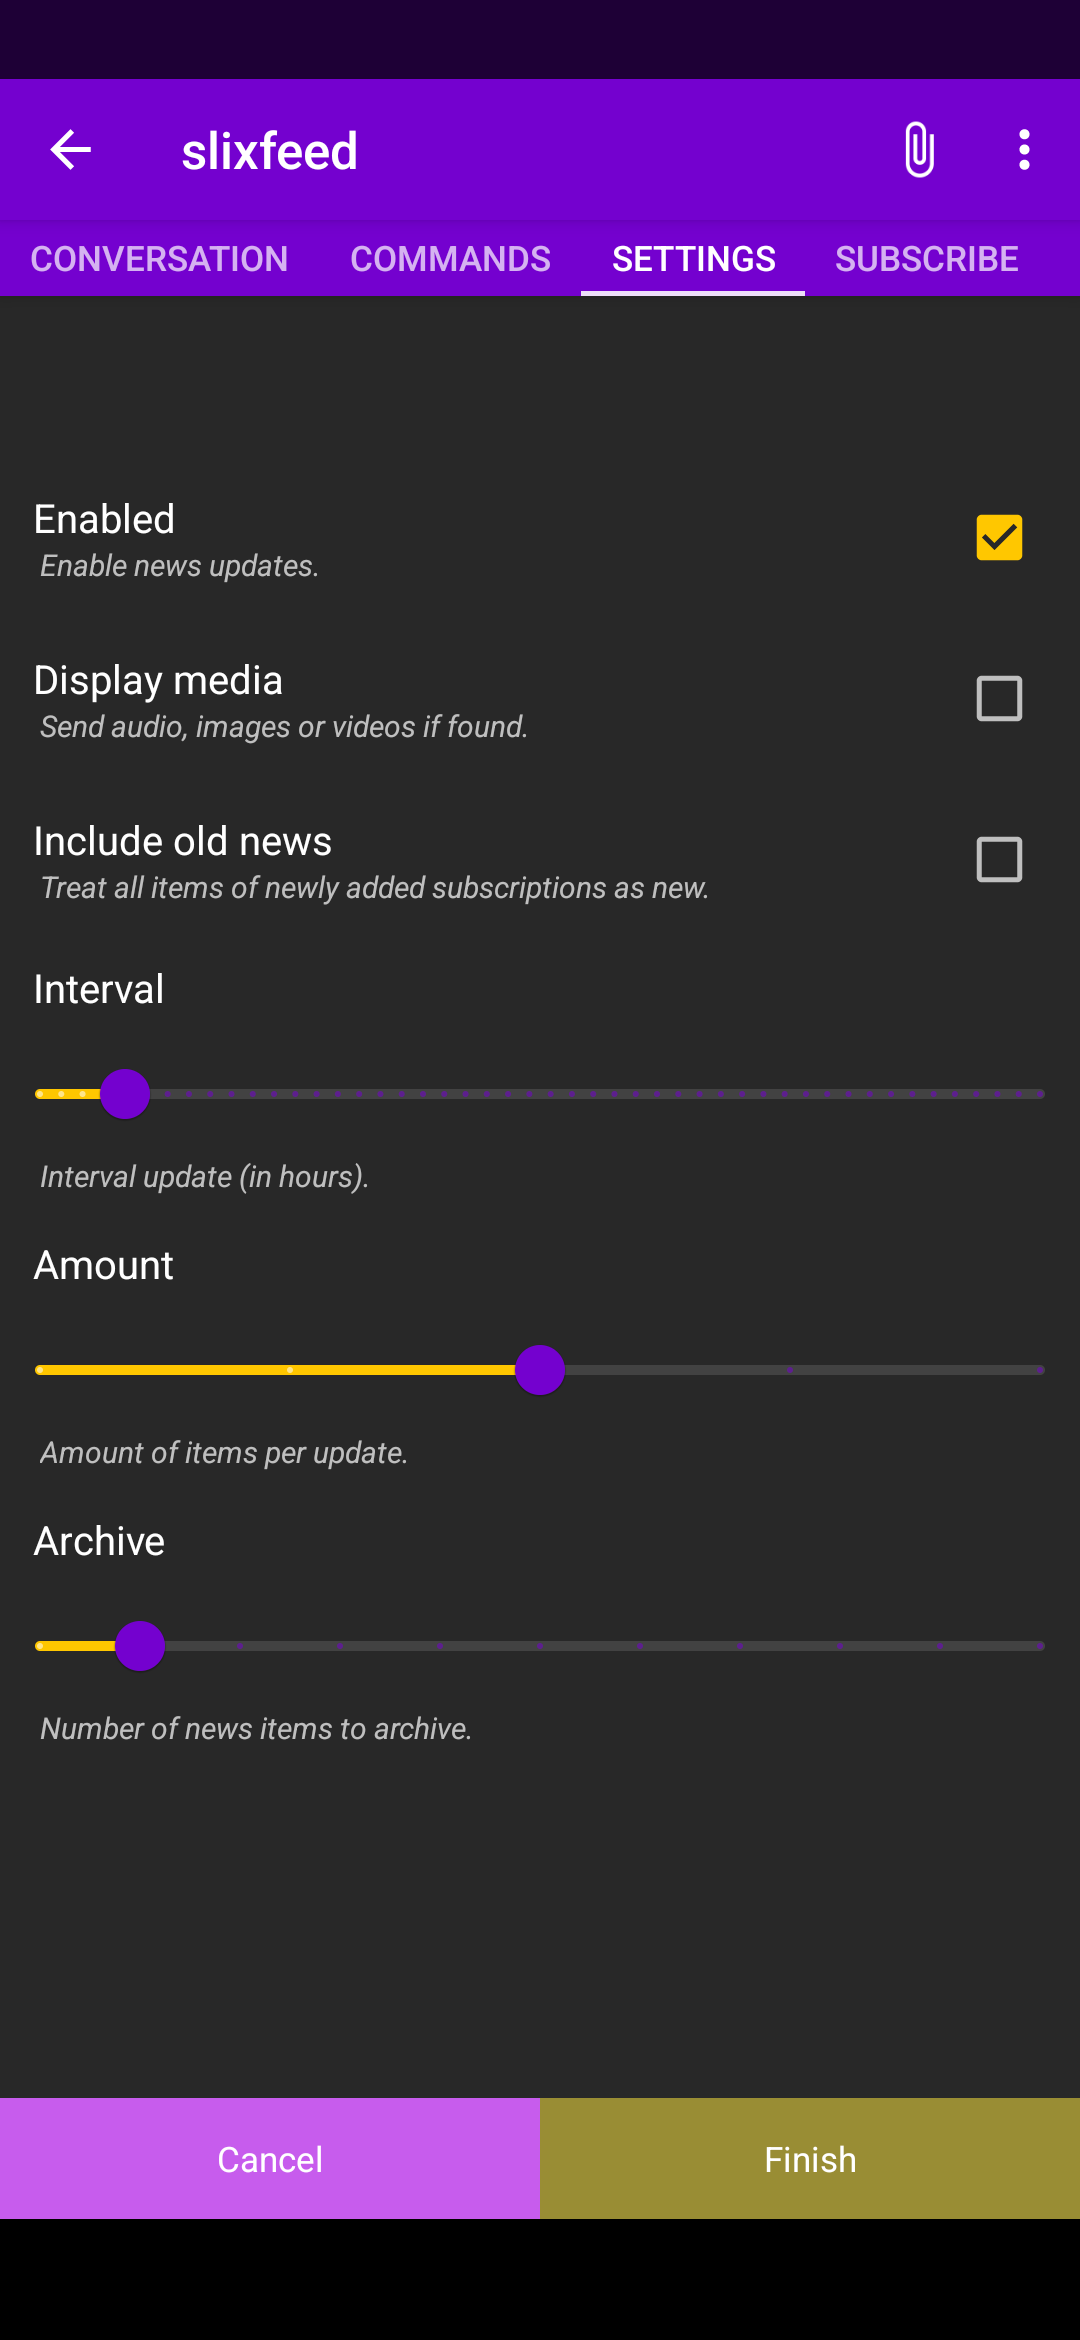 slixfeed
CONVERSATION COMMANDS SETTINGS SUBSCRIBE
Enabled
Enable news updates.
Display media
Send audio, images or videos if found.
Include old news
Treat all items of newly added subscriptions as new.
Interval
Interval update (in hours).
Amount
Amount of items per update.
Archive
Number of news items to archive.
Cancel Finish